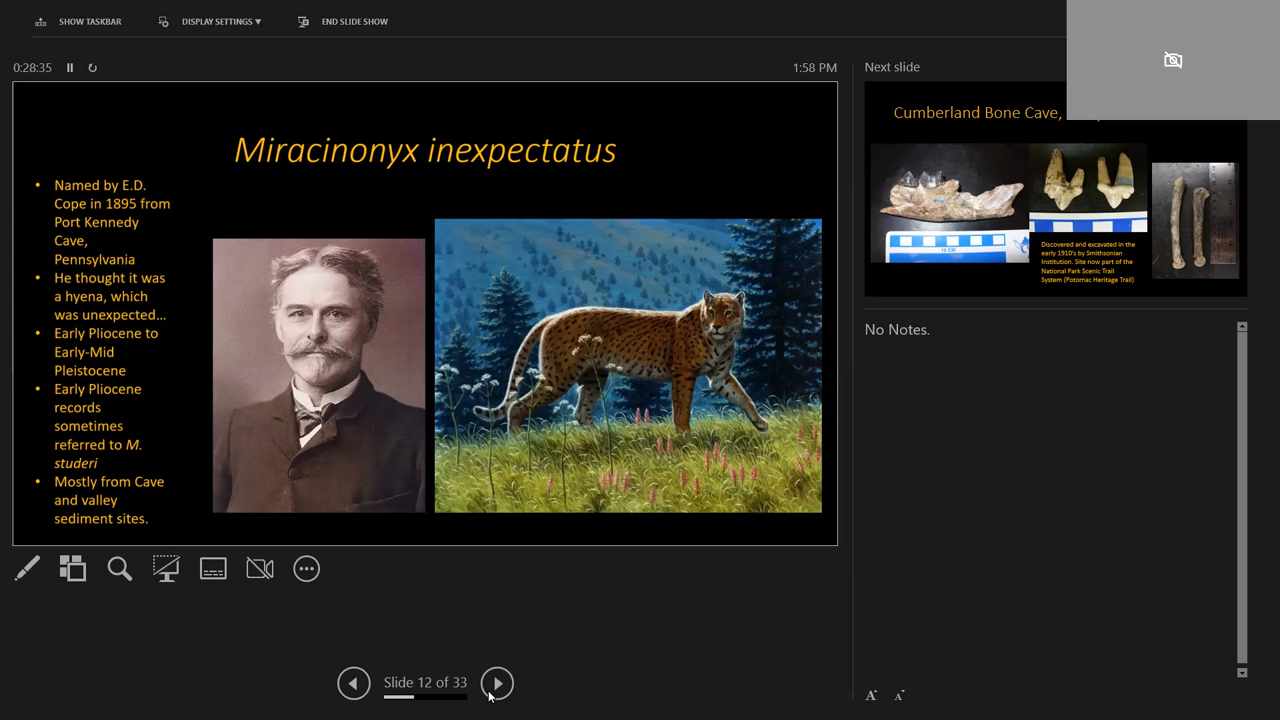 SHOW TASKBAR
DISPLAY SETTINGS ▼
END SLIDE SHOW
0:28:35
1:58 PM
Miracinonyx inexpectatus
• Named by E.D.
Cope in 1895 from
Port Kennedy
Cave,
Pennsylvania
• He thought it was
a hyena, which
was unexpected…
• Early Pliocene to
Early-Mid
Pleistocene
• Early Pliocene
records
sometimes
referred to M.
studeri
• Mostly from Cave
and valley
sediment sites.
Slide 12 of 33
Next slide
Cumberland Bone Cave,
10 CM
Discovered and excavated in the
early 1910's by Smithsonian
Institution. Site now part of the
National Park Scenic Trail
System (Potomac Heritage Trail)
No Notes.
A A